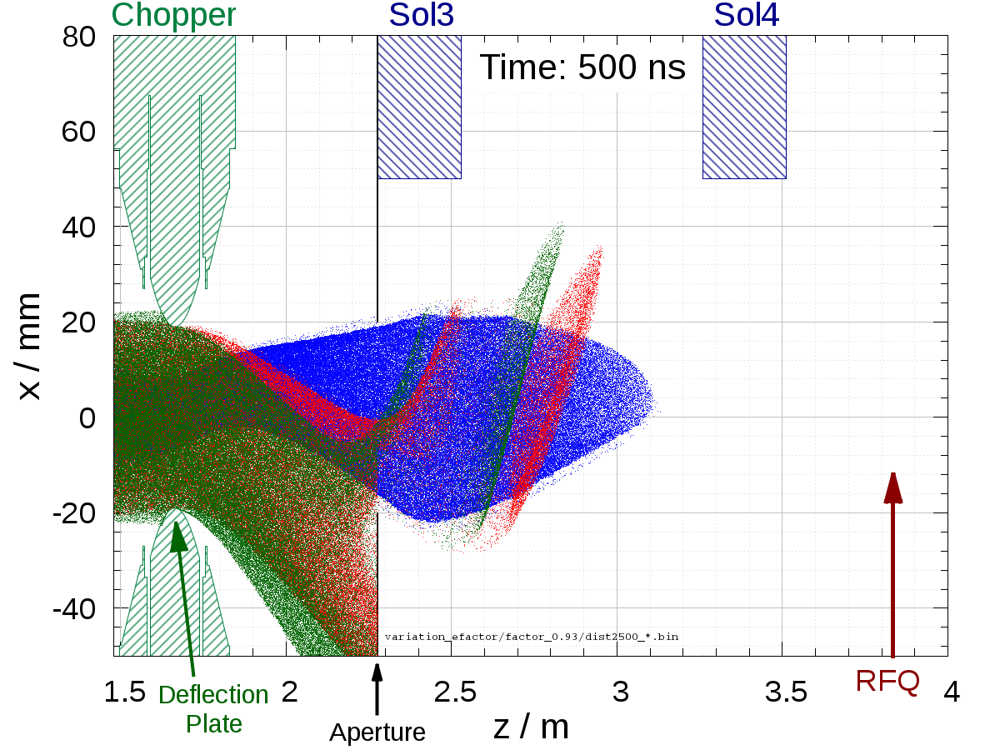 Chopper Sol3 Sol4
80
Time: 500 ns
60
40
20
0
-20
-40
x / mm
variation_efactor/factor_0.93/dist2500_*.bin
1.5 2 2.5 3 3.5 4
Deflection
Plate
RFQ
Aperture
z / m